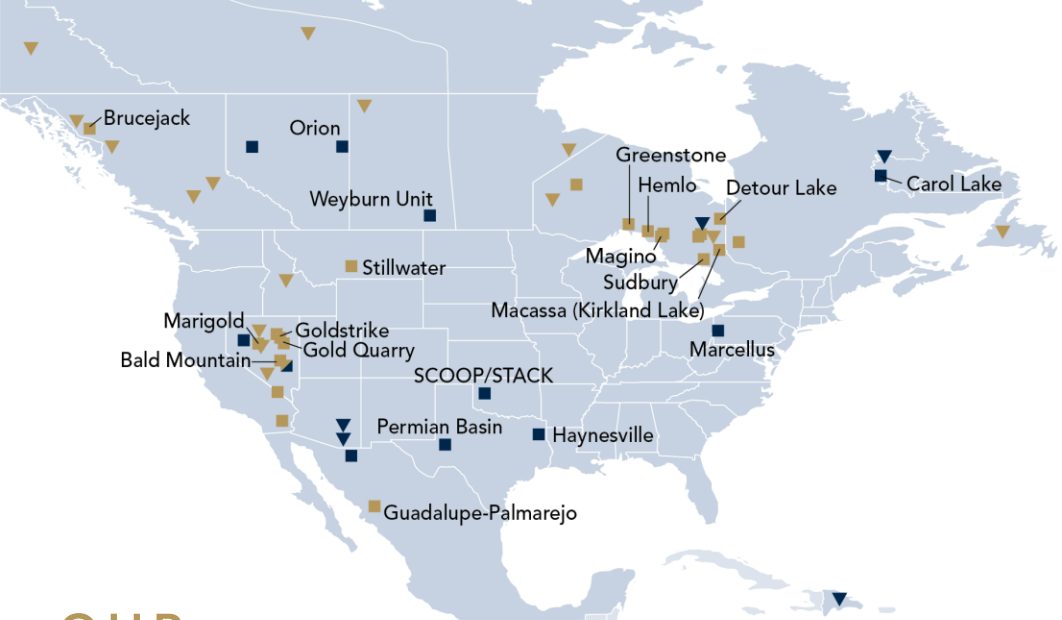 Brucejack
Orion
Greenstone
Hemlo
Detour Lake
Carol Lake
Weyburn Unit
Magino
Stillwater
Sudbury
Macassa (Kirkland Lake)
Marigold
Goldstrike
Gold Quarry
Marcellus
Bald Mountain
SCOOP/STACK
Permian Basin
Haynesville
Guadalupe-Palmarejo
OUR